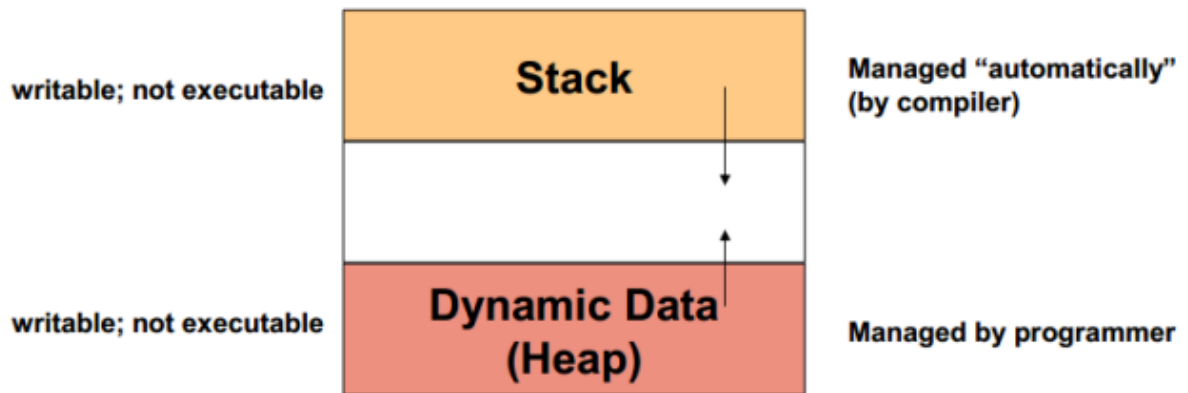 writable; not executable
Stack
Managed “automatically”
(by compiler)
writable; not executable
Dynamic Data
(Heap)
Managed by programmer